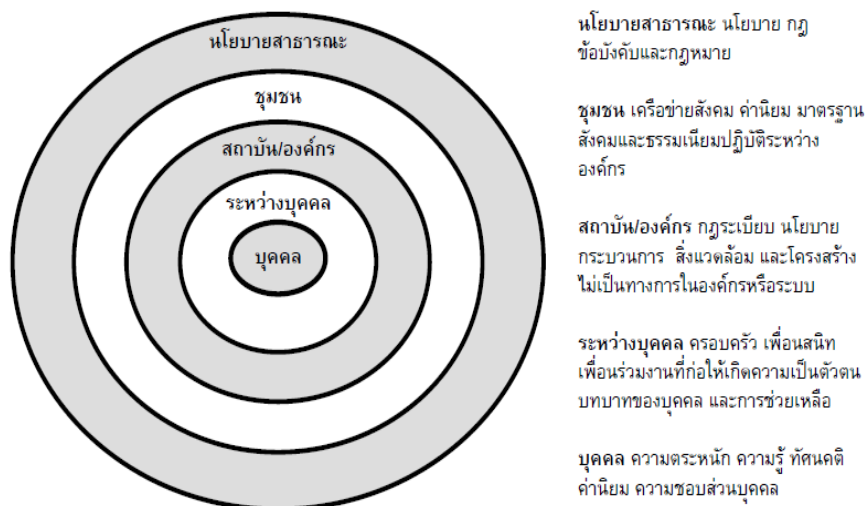 นโยบายสาธารณะ
ชุมชน
สถาบัน/องค์กร
ระหว่างบุคคล
บุคคล
นโยบายสาธารณะ นโยบาย กฎ
ข้อบังคับและกฎหมาย
ชุมชน เครือข่ายสังคม ค่านิยม มาตรฐาน
สังคมและธรรมเนียมปฏิบัติระหว่าง
องค์กร
สถาบัน/องค์กร กฎระเบียบ นโยบาย
กระบวนการ สิ่งแวดล้อม และโครงสร้าง
ไม่เป็นทางการในองค์กรหรือระบบ
ระหว่างบุคคล ครอบครัว เพื่อนสนิท
เพื่อนร่วมงานที่ก่อให้เกิดความเป็นตัวตน
บทบาทของบุคคล และการช่วยเหลือ
บุคคล ความตระหนัก ความรู้ ทัศนคติ
ค่านิยม ความชอบส่วนบุคคล